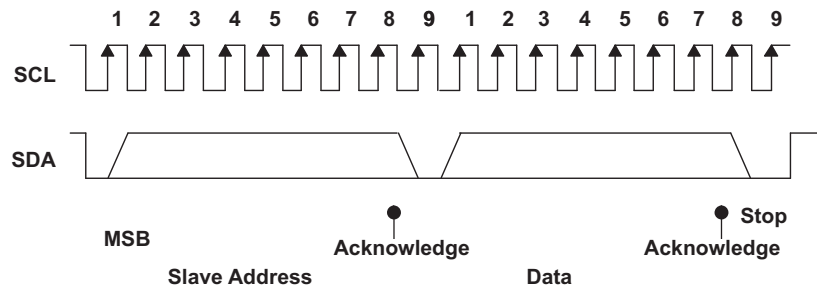 1 2 3 4 5 6 7 8 9 1 2 3 4 5 6 7 8 9
SCL
SDA
Stop
MSB
Acknowledge Acknowledge
Slave Address Data